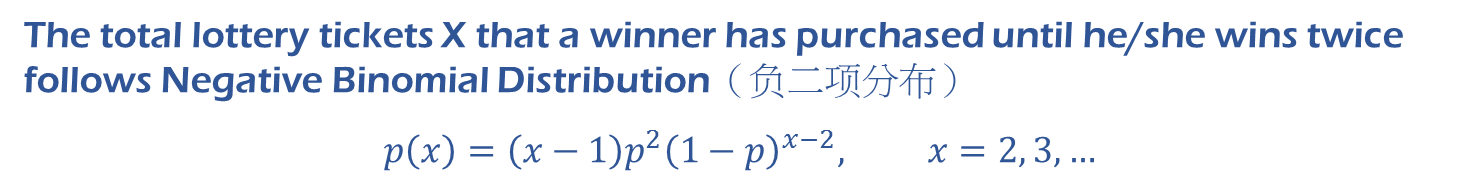 The total lottery tickets X that a winner has purchased until he/she wins twice
follows Negative Binomial Distribution（负二项分布）
p(x) = (x − 1)p²(1 − p)ˣ⁻², x = 2, 3, …